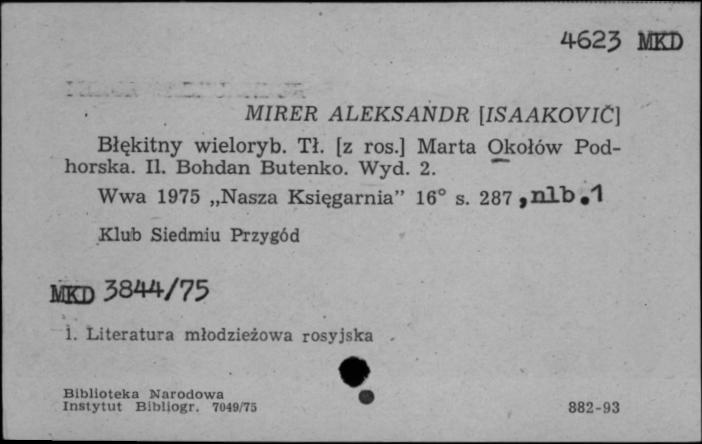 4623 MKD
MIRER ALEKSANDR [ISAAKOVIČ]
Błękitny wieloryb. Tł. [z ros.] Marta Okołów Pod-
horska. Il. Bohdan Butenko. Wyd. 2.
Wwa 1975 „Nasza Księgarnia” 16° s. 287, nlb.1
Klub Siedmiu Przygód
MKD 3844/75
1. Literatura młodzieżowa rosyjska
Biblioteka Narodowa
Instytut Bibliogr. 7049/75
882-93